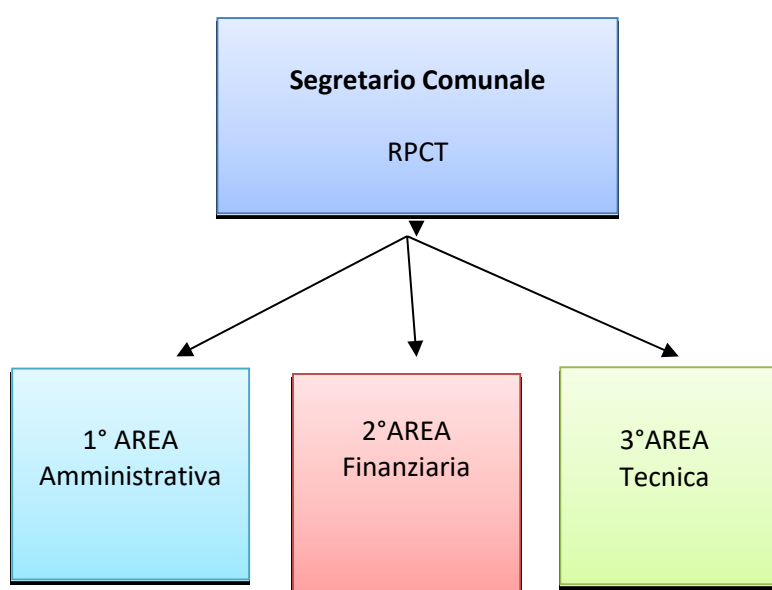 Segretario Comunale
RPCT
1° AREA
Amministrativa
2°AREA
Finanziaria
3°AREA
Tecnica